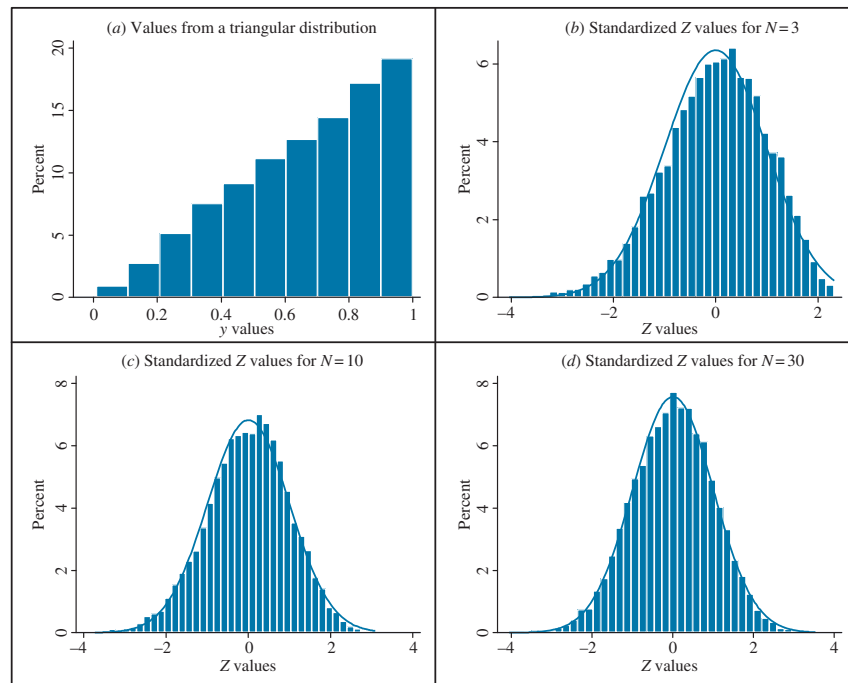 (a) Values from a triangular distribution
20
15
10
5
0
Percent
0 0.2 0.4 0.6 0.8 1
y values
(b) Standardized Z values for N=3
6
4
2
0
Percent
−4 −2 0 2
Z values
(c) Standardized Z values for N=10
8
6
4
2
0
Percent
−4 −2 0 2 4
Z values
(d) Standardized Z values for N=30
8
6
4
2
0
Percent
−4 −2 0 2 4
Z values